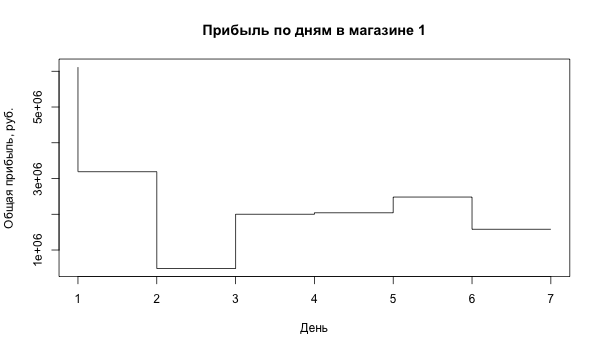 Прибыль по дням в магазине 1
Общая прибыль, руб.
5e+06
3e+06
1e+06
1 2 3 4 5 6 7
День